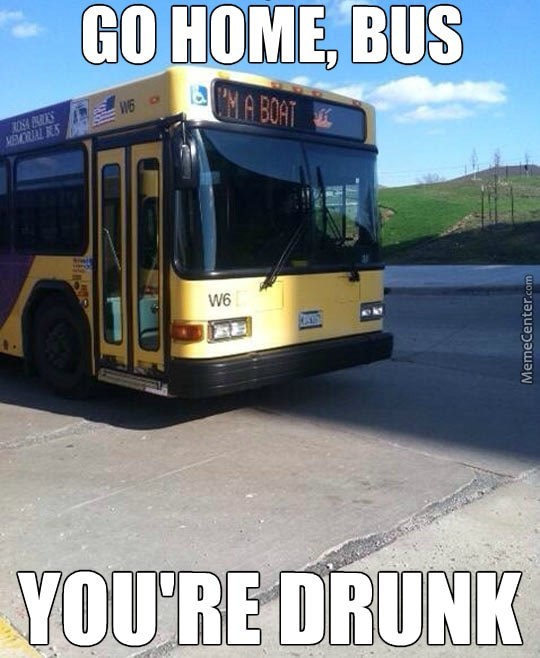 GO HOME, BUS
I'M A BOAT
ROSA PARKS
MEMORIAL BUS
W6
W6
MemeCenter.com
YOU'RE DRUNK